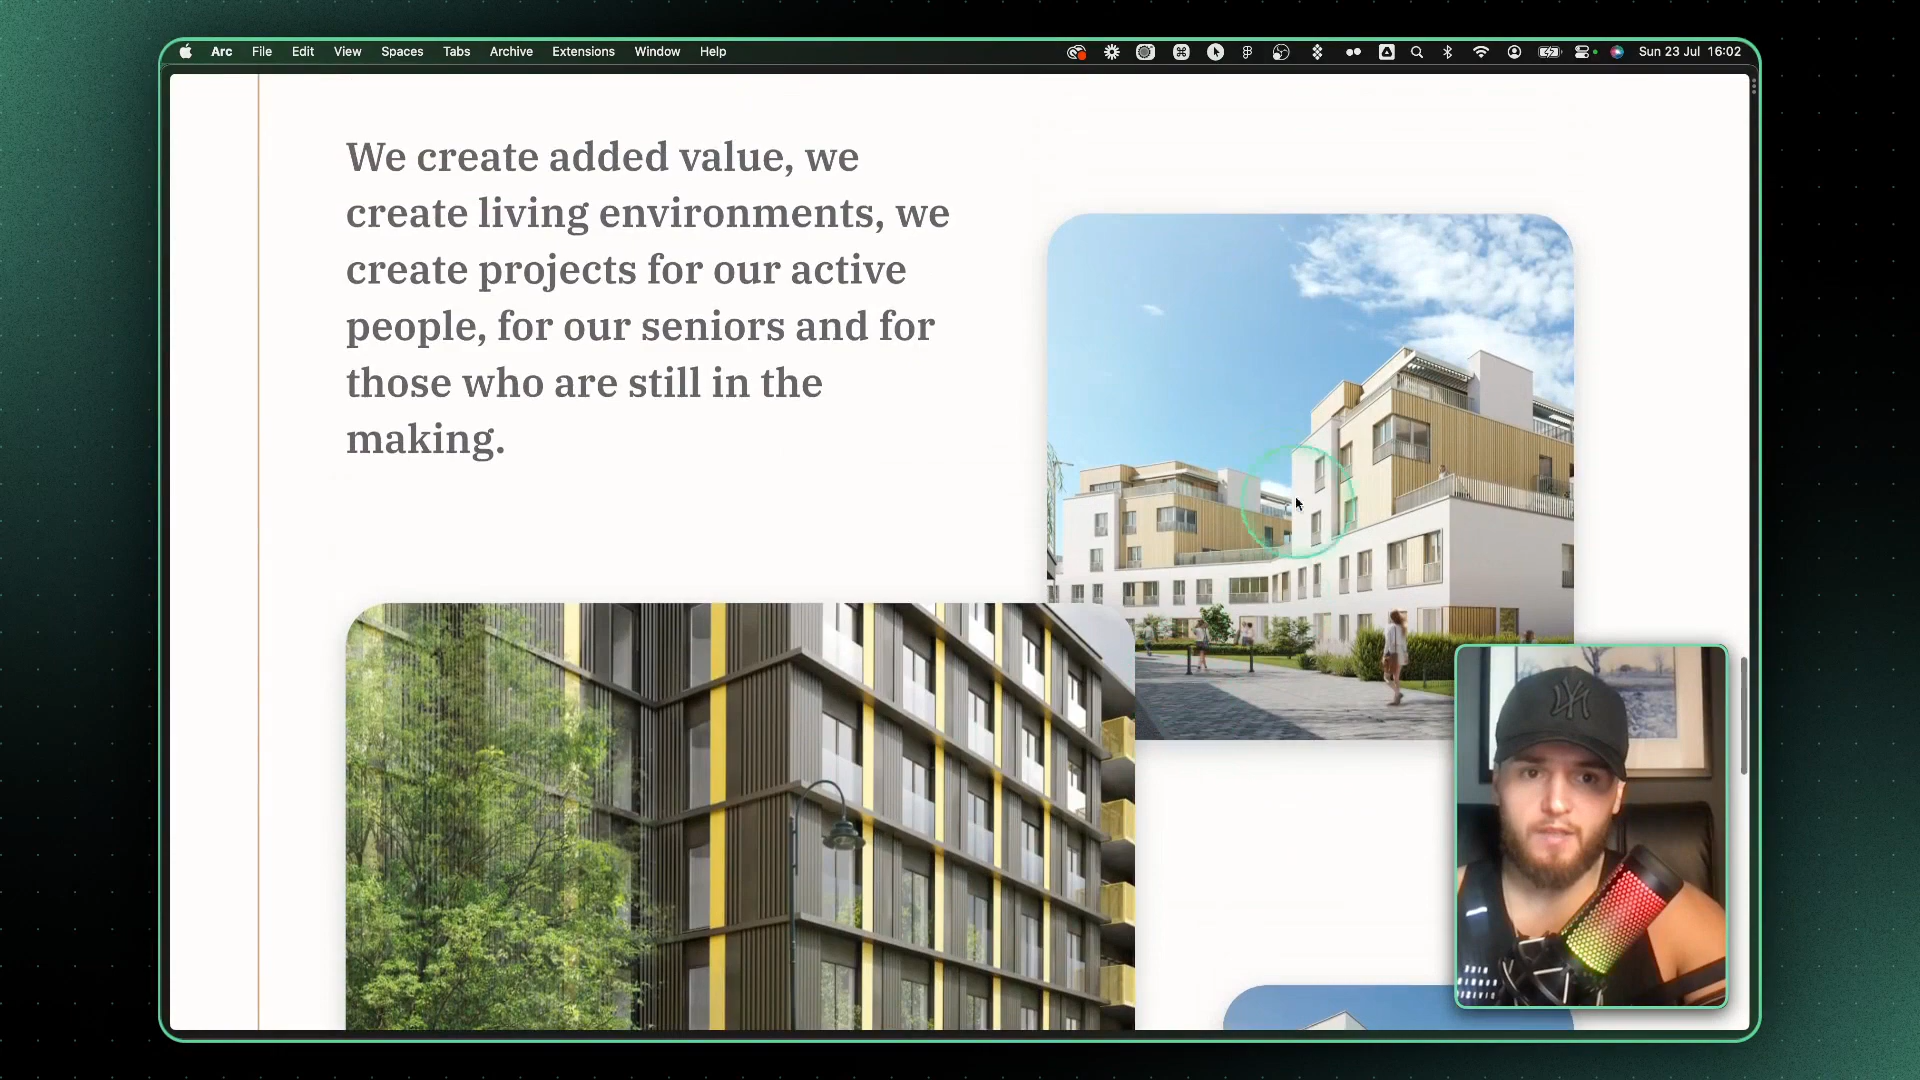 Arc File Edit View Spaces Tabs Archive Extensions Window Help Sun 23 Jul 16:02
We create added value, we
create living environments, we
create projects for our active
people, for our seniors and for
those who are still in the
making.